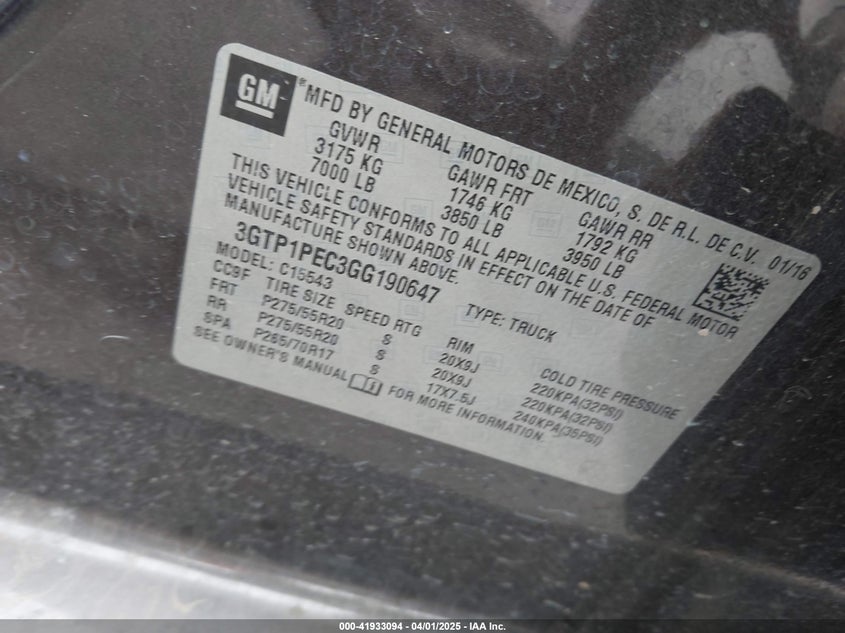 GM
® MFD BY GENERAL MOTORS DE MEXICO, S. DE R.L. DE C.V. 01/16
GVWR GAWR FRT GAWR RR
3175 KG 1746 KG 1792 KG
7000 LB 3850 LB 3950 LB
THIS VEHICLE CONFORMS TO ALL APPLICABLE U.S. FEDERAL MOTOR
VEHICLE SAFETY STANDARDS IN EFFECT ON THE DATE OF
MANUFACTURE SHOWN ABOVE.
3GTP1PEC3GG190647 TYPE: TRUCK
MODEL: C15543
CC9F TIRE SIZE SPEED RTG RIM COLD TIRE PRESSURE
FRT P275/55R20 S 20X9J 220KPA(32PSI)
RR P275/55R20 S 20X9J 220KPA(32PSI)
SPA P265/70R17 S 17X7.5J 240KPA(35PSI)
SEE OWNER'S MANUAL FOR MORE INFORMATION.
000-41933094 - 04/01/2025 - IAA Inc.